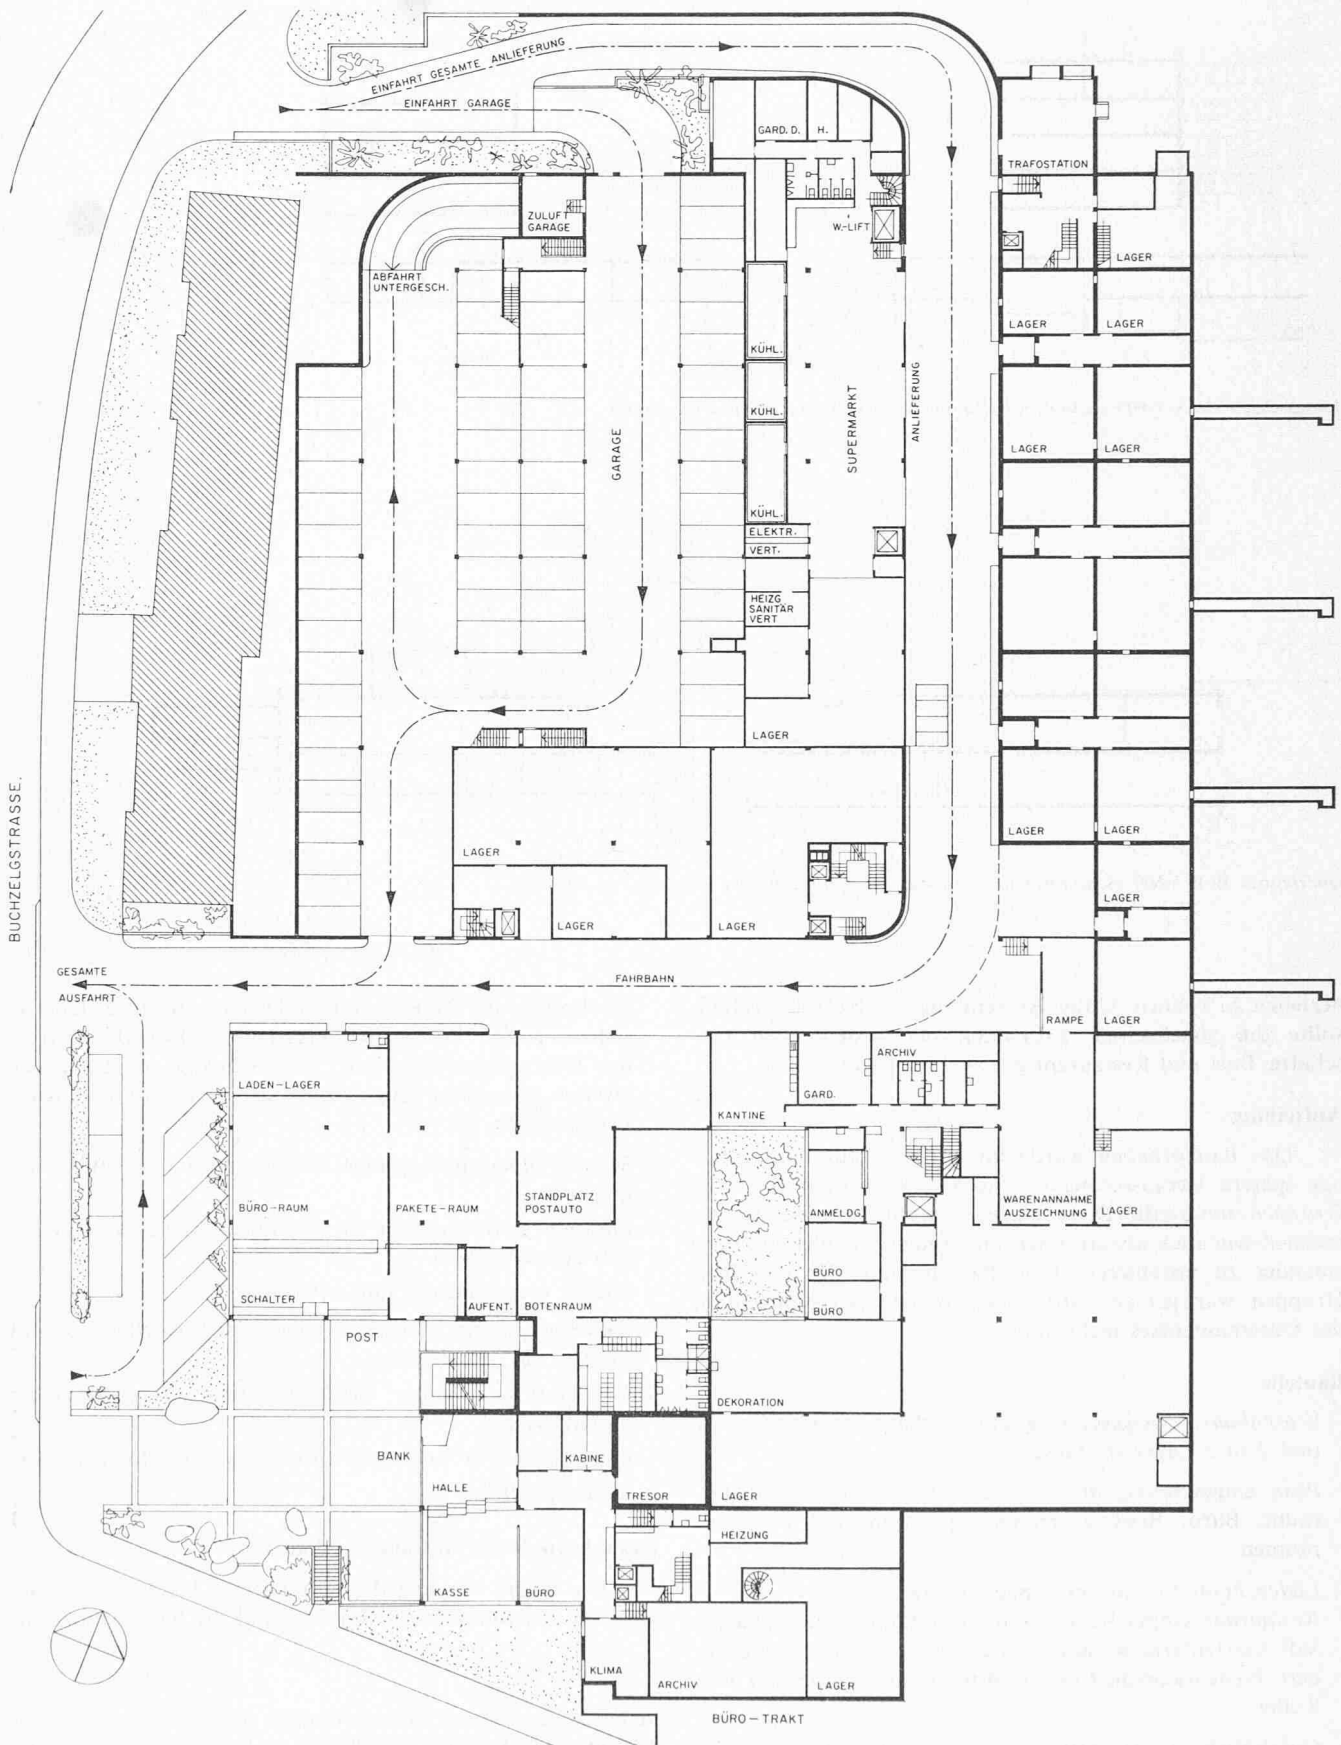 EINFAHRT GESAMTE ANLIEFERUNG
EINFAHRT GARAGE
GARD. D.
H.
TRAFOSTATION
ZULUFT
GARAGE
W.-LIFT
LAGER
ABFAHRT
UNTERGESCH.
LAGER
LAGER
KÜHL.
ANLIEFERUNG
KÜHL.
SUPERMARKT
GARAGE
LAGER
LAGER
KÜHL.
ELEKTR.
VERT.
HEIZG
SANITÄR
VERT
LAGER
BUCHZELGSTRASSE.
LAGER
LAGER
LAGER
LAGER
LAGER
LAGER
GESAMTE
AUSFAHRT
FAHRBAHN
RAMPE
LAGER
ARCHIV
LADEN-LAGER
GARD.
KANTINE
STANDPLATZ
POSTAUTO
BÜRO-RAUM
PAKETE-RAUM
ANMELDG.
WARENANNAHME
AUSZEICHNUNG
LAGER
BÜRO
SCHALTER
AUFENT.
BOTENRAUM
BÜRO
POST
DEKORATION
BANK
KABINE
HALLE
TRESOR
LAGER
HEIZUNG
KASSE
BÜRO
KLIMA
ARCHIV
LAGER
BÜRO-TRAKT